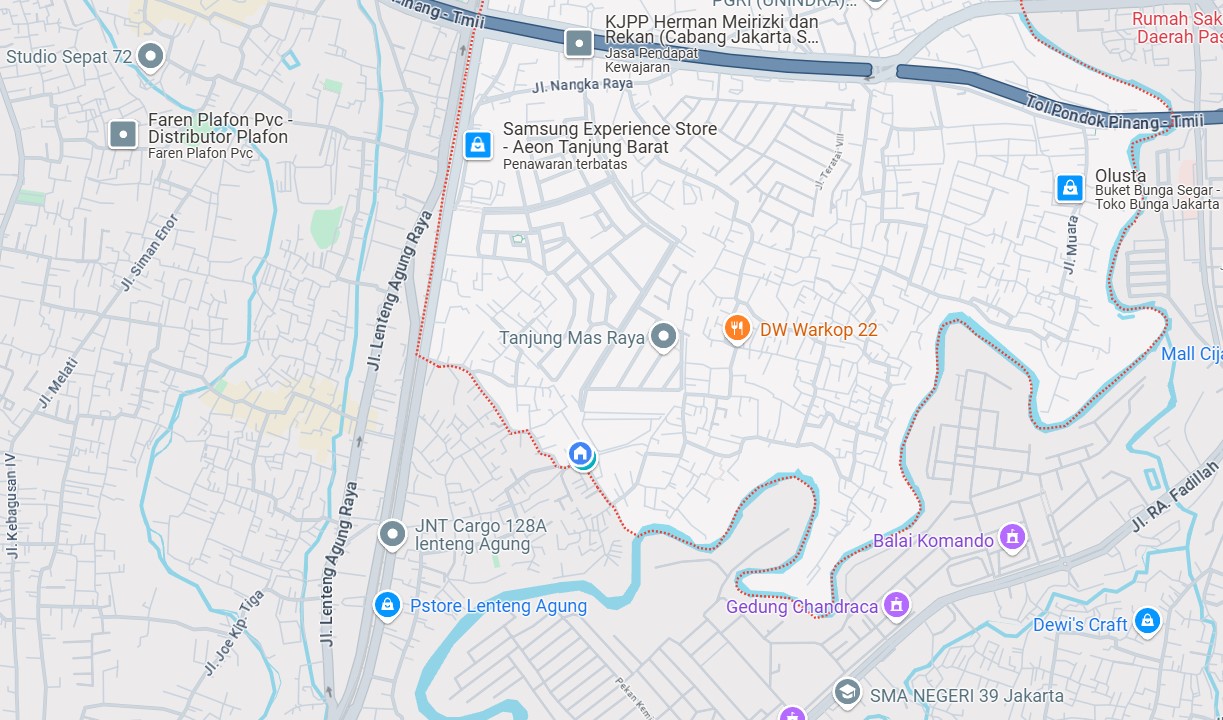 PGRI (UNINDRA)...
inang - Tmii
KJPP Herman Meirizki dan
Rekan (Cabang Jakarta S...
Jasa Pendapat
Kewajaran
Rumah Sak
Daerah Pas
Studio Sepat 72
Jl. Nangka Raya
Tol Pondok Pinang - Tmii
Faren Plafon Pvc -
Distributor Plafon
Faren Plafon Pvc
Samsung Experience Store
- Aeon Tanjung Barat
Penawaran terbatas
Jl. Teratai VIII
Olusta
Buket Bunga Segar -
Toko Bunga Jakarta
Jl. Siman Enor
Jl. Lenteng Agung Raya
Jl. Muara
Tanjung Mas Raya
DW Warkop 22
Mall Cija
Jl. Melati
Jl. Kebagusan IV
Jl. Lenteng Agung Raya
JNT Cargo 128A
lenteng Agung
Jl. RA. Fadillah
Balai Komando
Pstore Lenteng Agung
Gedung Chandraca
Dewi's Craft
Jl. Joe Klp. Tiga
Pekan Kemi
SMA NEGERI 39 Jakarta